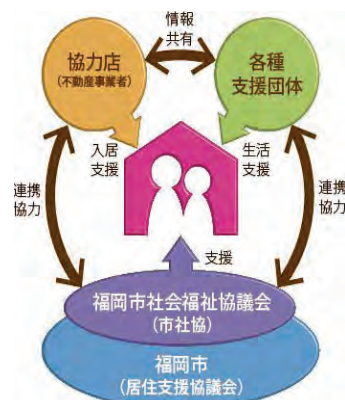 情報
共有
協力店
(不動産事業者)
各種
支援団体
入居
支援
生活
支援
連携
協力
連携
協力
支援
福岡市社会福祉協議会
(市社協)
福岡市
(居住支援協議会)